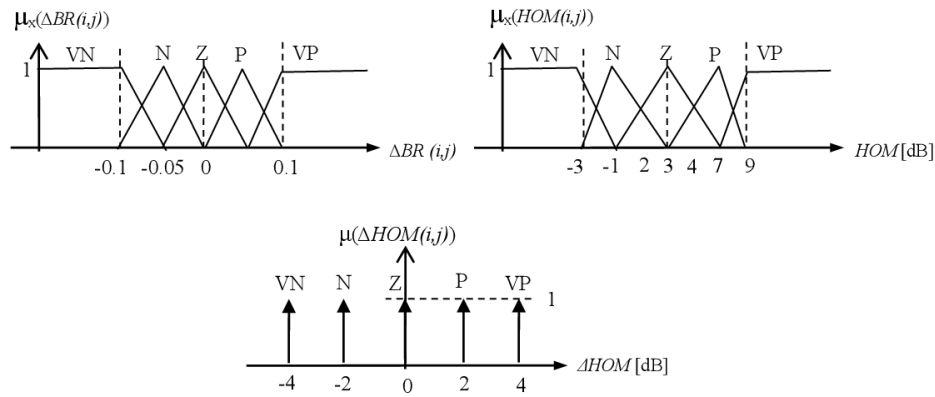 μx(ΔBR(i,j))
VN N Z P VP
1
-0.1 -0.05 0 0.1 ΔBR (i,j)
μx(HOM(i,j))
VN N Z P VP
1
-3 -1 2 3 4 7 9 HOM [dB]
μ(ΔHOM(i,j))
VN N Z P VP
1
-4 -2 0 2 4 ΔHOM [dB]